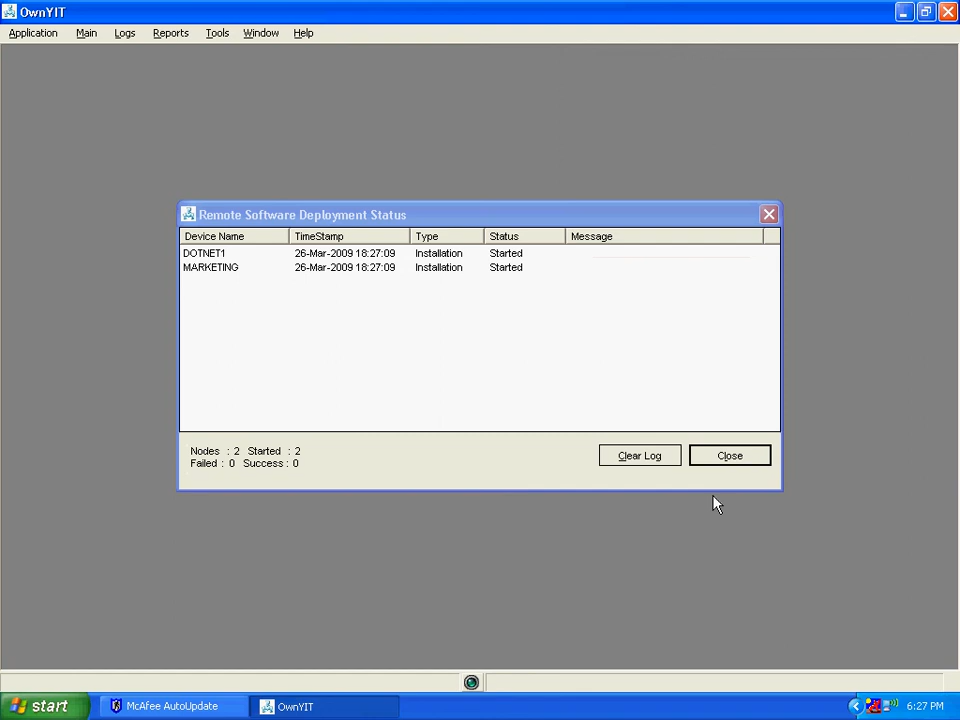 OwnYIT
Application Main Logs Reports Tools Window Help
Remote Software Deployment Status
Device Name TimeStamp Type Status Message
DOTNET1 26-Mar-2009 18:27:09 Installation Started
MARKETING 26-Mar-2009 18:27:09 Installation Started
Nodes : 2 Started : 2
Failed : 0 Success : 0
Clear Log Close
start McAfee AutoUpdate OwnYIT 6:27 PM